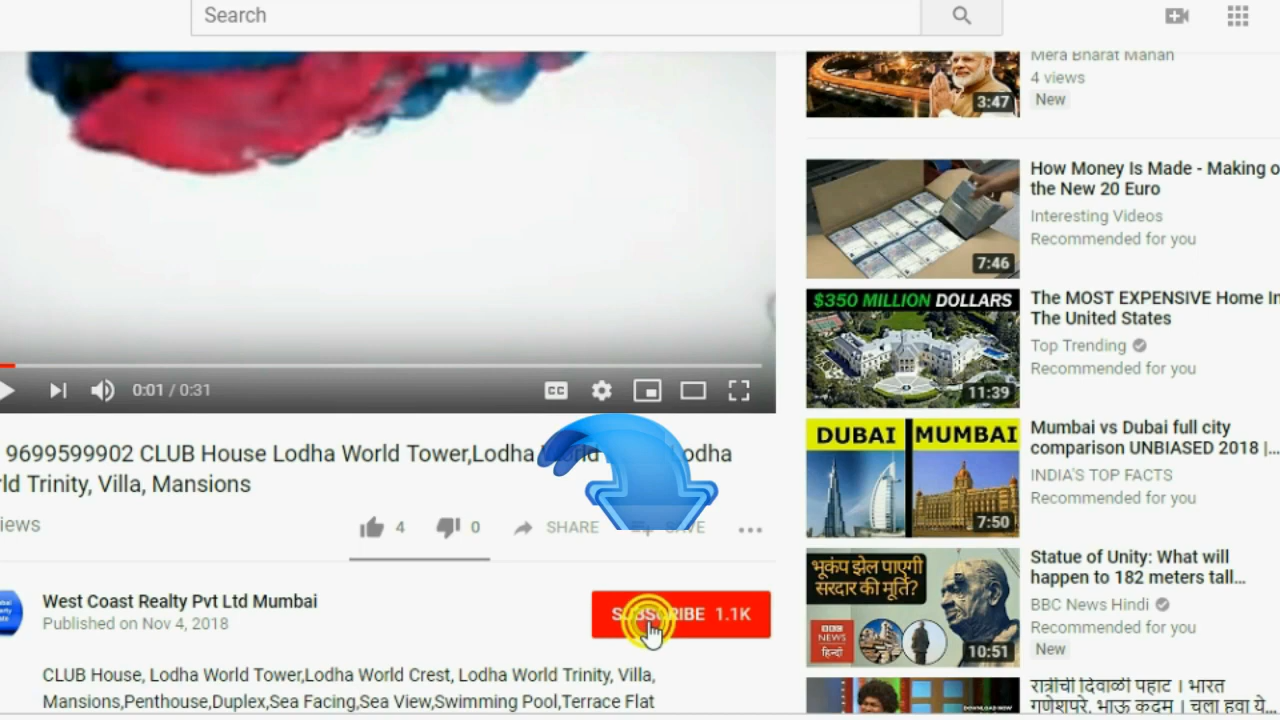 Search
0:01 / 0:31
CC
9699599902 CLUB House Lodha World Tower,Lodha
rld Trinity, Villa, Mansions
iews
4
0
SHARE
SAVE
West Coast Realty Pvt Ltd Mumbai
Published on Nov 4, 2018
SUBSCRIBE 1.1K
CLUB House, Lodha World Tower,Lodha World Crest, Lodha World Trinity, Villa,
Mansions,Penthouse,Duplex,Sea Facing,Sea View,Swimming Pool,Terrace Flat
3:47
Mera Bharat Mahan
4 views
New
7:46
How Money Is Made - Making o
the New 20 Euro
Interesting Videos
Recommended for you
$350 MILLION DOLLARS
11:39
The MOST EXPENSIVE Home In
The United States
Top Trending
Recommended for you
DUBAI MUMBAI
7:50
Mumbai vs Dubai full city
comparison UNBIASED 2018 |...
INDIA'S TOP FACTS
Recommended for you
भूकंप झेल पाएगी
सरदार की मूर्ति?
BBC
NEWS
हिन्दी
10:51
Statue of Unity: What will
happen to 182 meters tall...
BBC News Hindi
Recommended for you
New
DOWNLOAD NOW
रात्रीची दिवाळी पहाट । भारत
गणेशपुरे, भाऊ कदम । चला हवा ये...